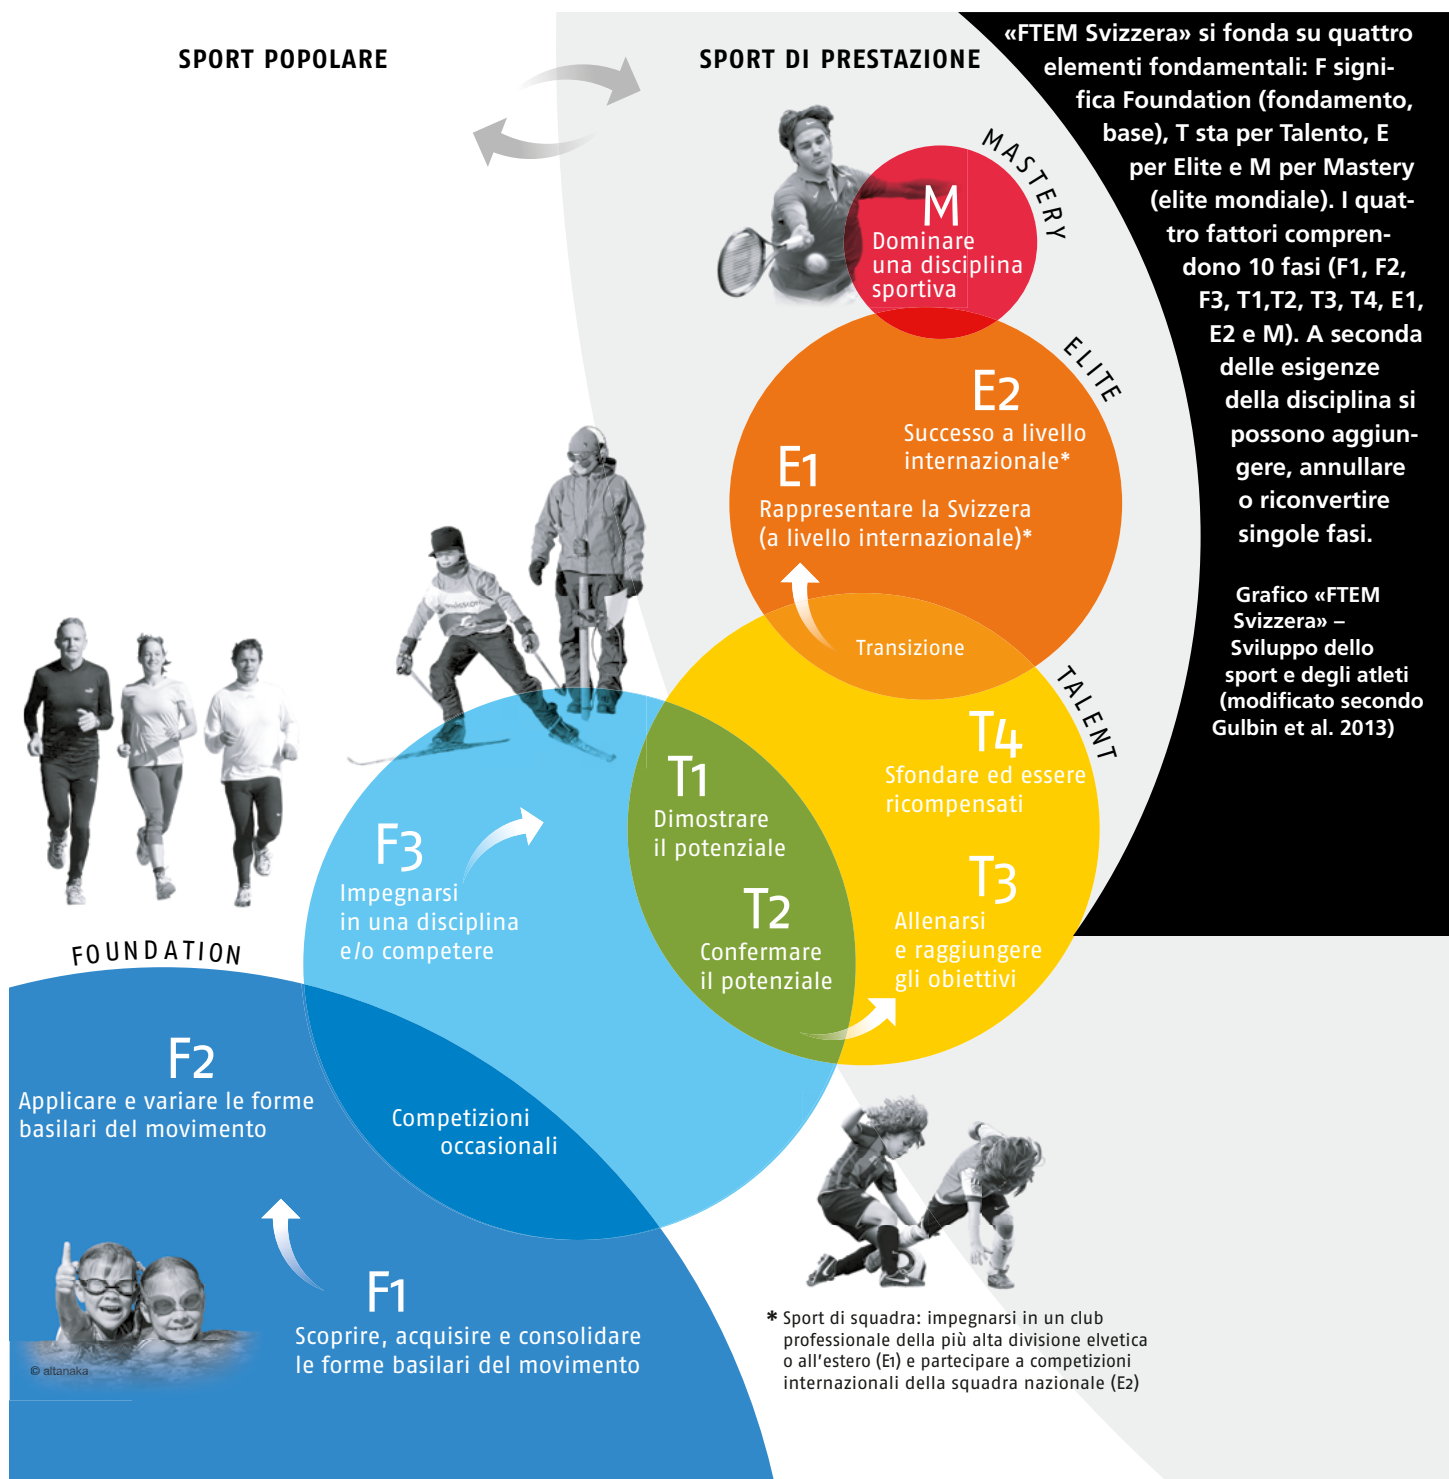 SPORT POPOLARE
SPORT DI PRESTAZIONE
«FTEM Svizzera» si fonda su quattro
elementi fondamentali: F signi-
fica Foundation (fondamento,
base), T sta per Talento, E
per Elite e M per Mastery
(elite mondiale). I quat-
tro fattori compren-
dono 10 fasi (F1, F2,
F3, T1,T2, T3, T4, E1,
E2 e M). A seconda
delle esigenze
della disciplina si
possono aggiun-
gere, annullare
o riconvertire
singole fasi.
Grafico «FTEM
Svizzera» –
Sviluppo dello
sport e degli atleti
(modificato secondo
Gulbin et al. 2013)
MASTERY
M
Dominare
una disciplina
sportiva
ELITE
E2
Successo a livello
internazionale*
E1
Rappresentare la Svizzera
(a livello internazionale)*
Transizione
TALENT
T4
Sfondare ed essere
ricompensati
T1
Dimostrare
il potenziale
T3
Allenarsi
e raggiungere
gli obiettivi
T2
Confermare
il potenziale
F3
Impegnarsi
in una disciplina
e/o competere
FOUNDATION
F2
Applicare e variare le forme
basilari del movimento
Competizioni
occasionali
F1
Scoprire, acquisire e consolidare
le forme basilari del movimento
© altanaka
* Sport di squadra: impegnarsi in un club
professionale della più alta divisione elvetica
o all'estero (E1) e partecipare a competizioni
internazionali della squadra nazionale (E2)